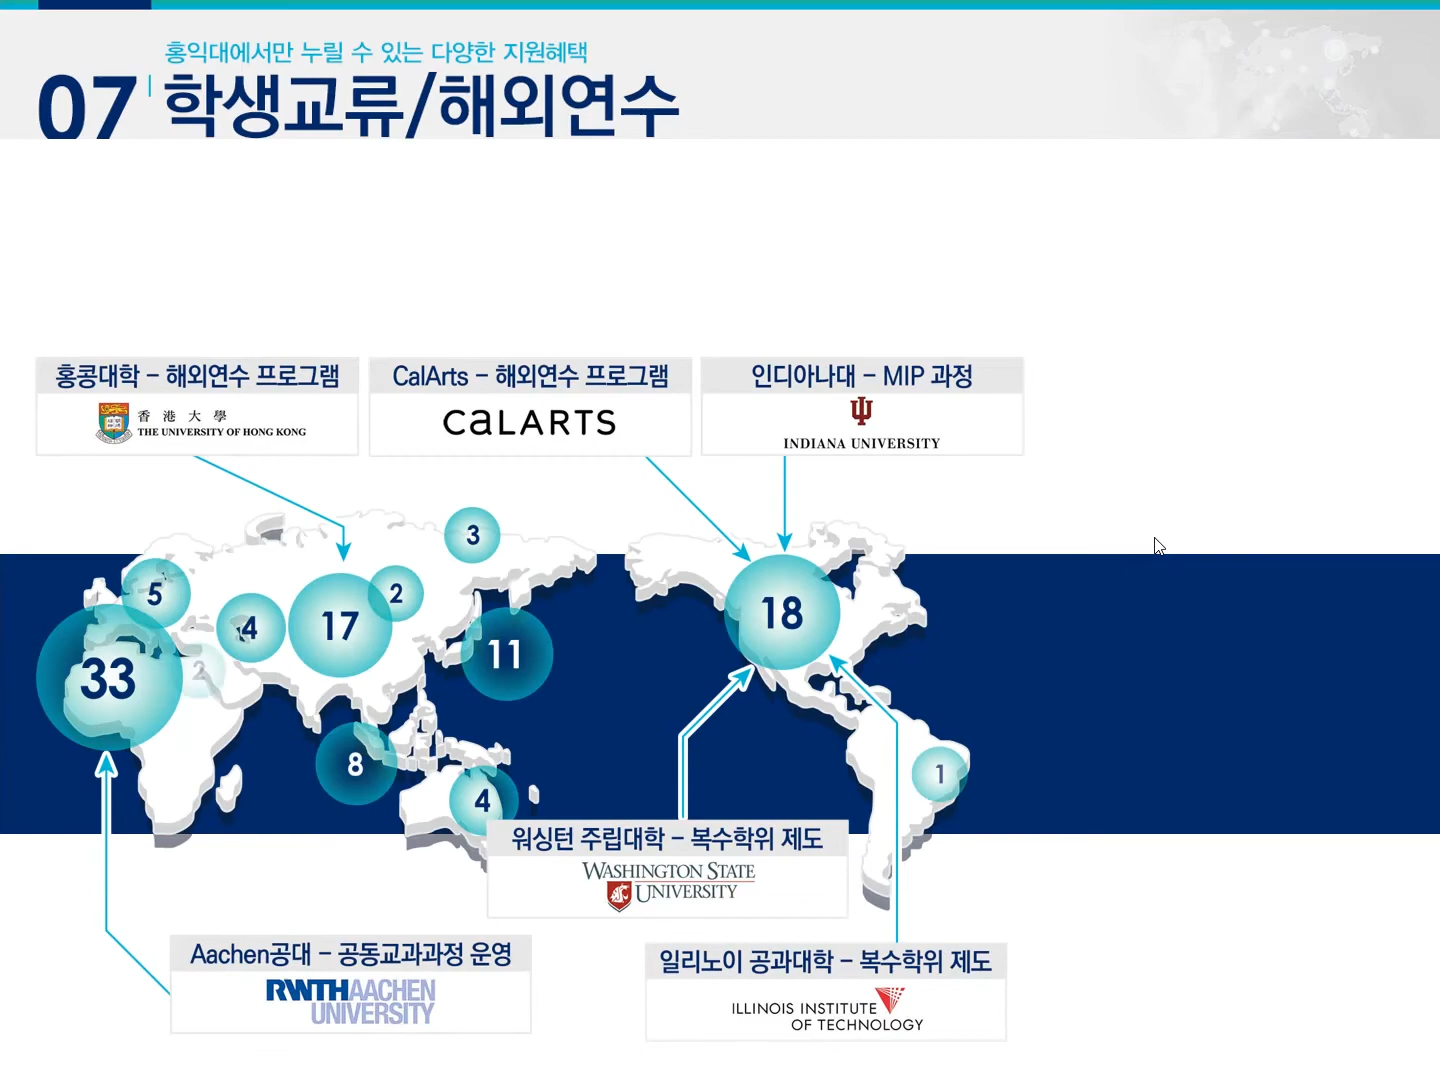 홍익대에서만 누릴 수 있는 다양한 지원혜택
07 학생교류/해외연수
홍콩대학 – 해외연수 프로그램
香港大學
THE UNIVERSITY OF HONG KONG
CalArts – 해외연수 프로그램
CaLARTS
인디아나대 – MIP 과정
INDIANA UNIVERSITY
3
5
2
4
17
18
11
33
2
8
1
4
워싱턴 주립대학 – 복수학위 제도
WASHINGTON STATE
UNIVERSITY
Aachen공대 – 공동교과과정 운영
RWTHAACHEN
UNIVERSITY
일리노이 공과대학 – 복수학위 제도
ILLINOIS INSTITUTE
OF TECHNOLOGY